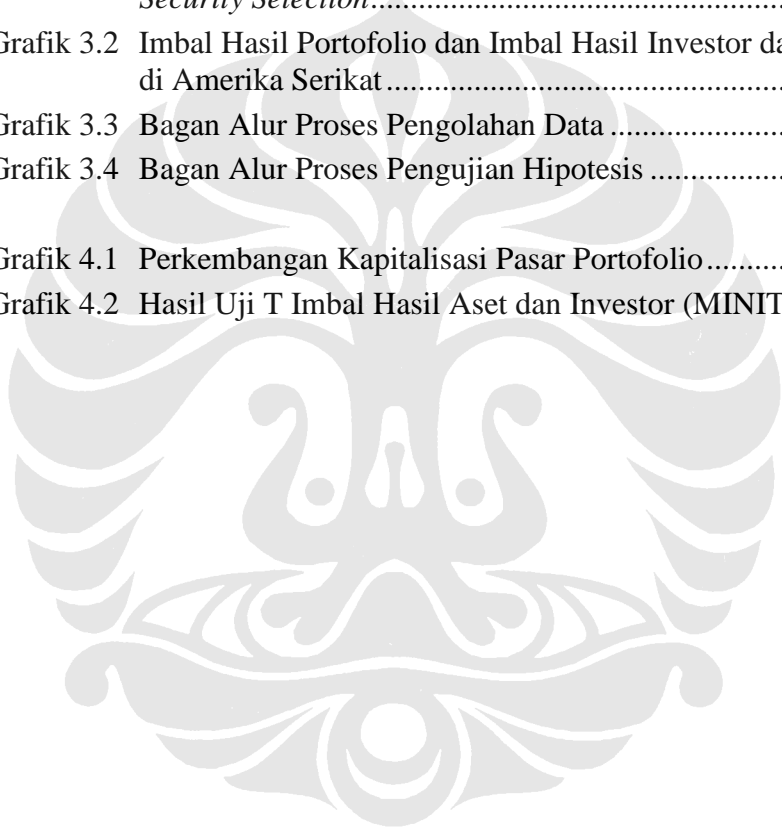 Security Selection....................................................
Grafik 3.2 Imbal Hasil Portofolio dan Imbal Hasil Investor
di Amerika Serikat..................................................
Grafik 3.3 Bagan Alur Proses Pengolahan Data ......................
Grafik 3.4 Bagan Alur Proses Pengujian Hipotesis .................
Grafik 4.1 Perkembangan Kapitalisasi Pasar Portofolio..........
Grafik 4.2 Hasil Uji T Imbal Hasil Aset dan Investor (MINIT